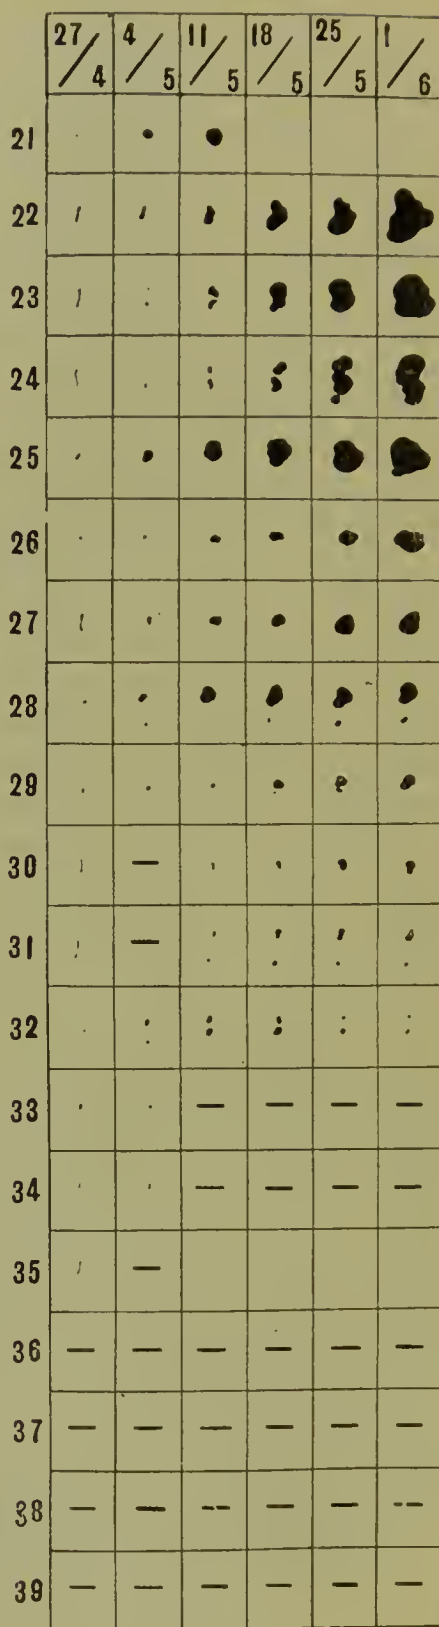 27/4 4/5 11/5 18/5 25/5 1/6
21
22
23
24
25
26
27
28
29
30 —
31 —
32
33 — — — —
34 — — — —
35 —
36 — — — — — —
37 — — — — — —
38 — — — — — —
39 — — — — — —